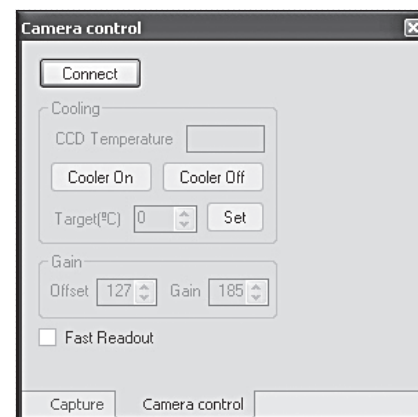 Camera control
Connect
Cooling
CCD Temperature
Cooler On Cooler Off
Target(ºC) 0 Set
Gain
Offset 127 Gain 185
Fast Readout
Capture Camera control